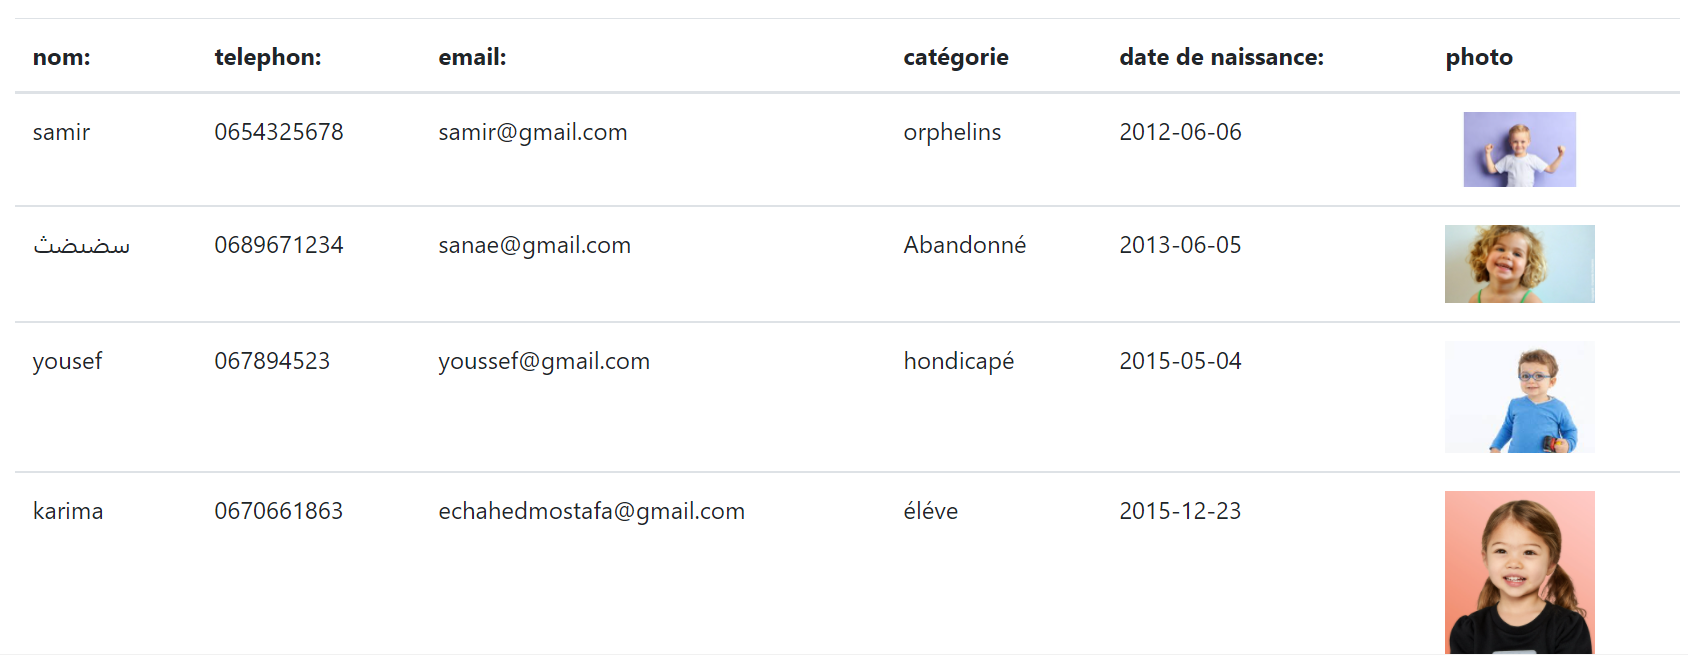 nom: telephon: email: catégorie date de naissance: photo
samir 0654325678 samir@gmail.com orphelins 2012-06-06
سضىضث 0689671234 sanae@gmail.com Abandonné 2013-06-05
yousef 067894523 youssef@gmail.com hondicapé 2015-05-04
karima 0670661863 echahedmostafa@gmail.com éléve 2015-12-23